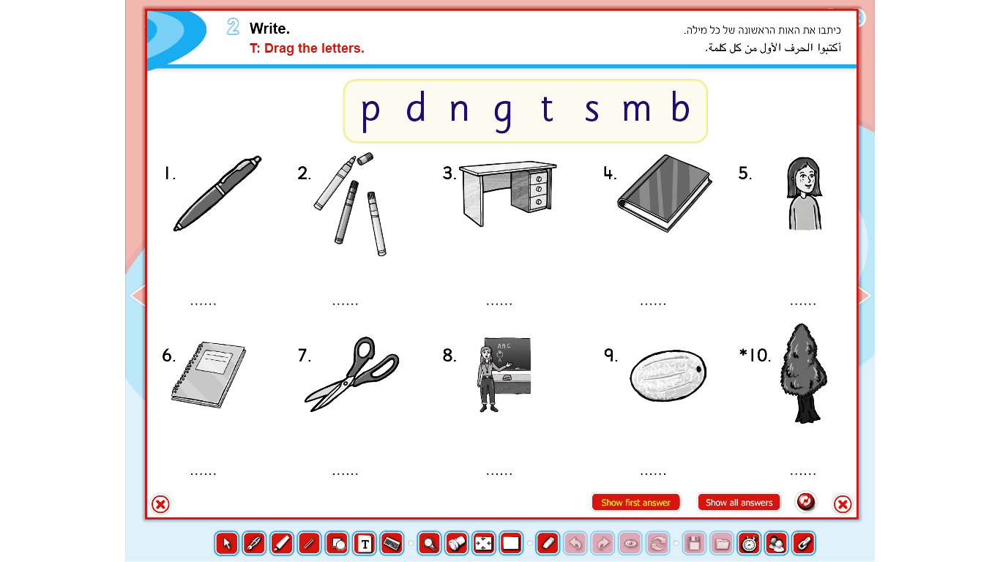 2 Write.
T: Drag the letters.
כיתבו את האות הראשונה של כל מילה.
أكتبوا الحرف الأول من كل كلمة.
p d n g t s m b
1. 2. 3. 4. 5.
...... ...... ...... ...... ......
6. 7. 8. 9. *10.
A B C
T
...... ...... ...... ...... ......
Show first answer Show all answers